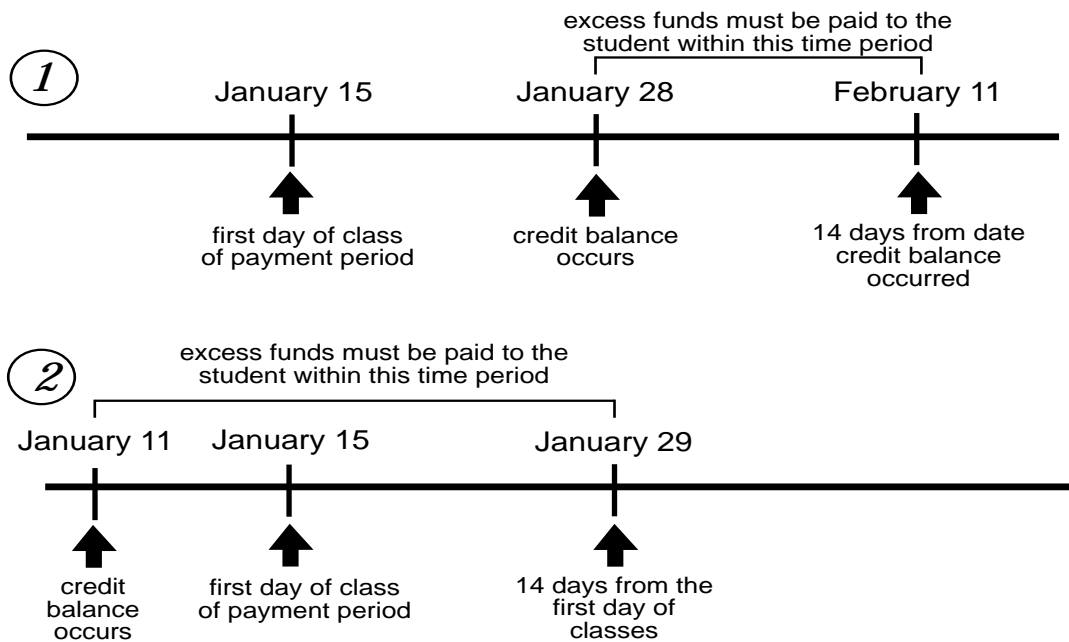 excess funds must be paid to the
student within this time period
1
January 15
January 28
February 11
first day of class
of payment period
credit balance
occurs
14 days from date
credit balance
occurred
excess funds must be paid to the
student within this time period
2
January 11
January 15
January 29
credit
balance
occurs
first day of class
of payment period
14 days from the
first day of
classes